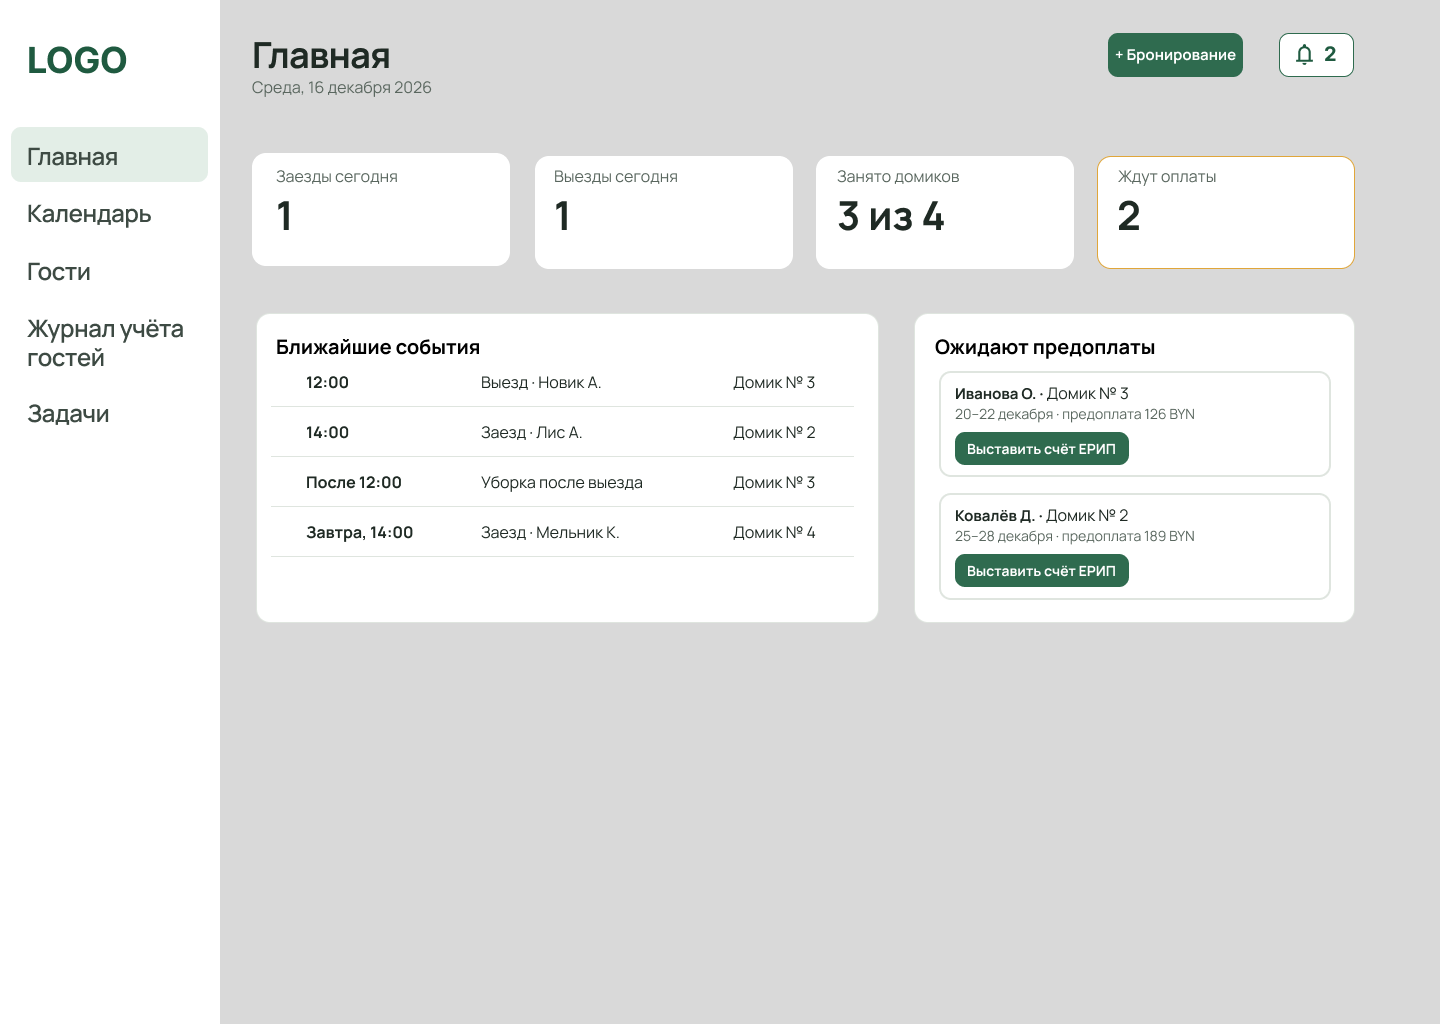 LOGO
Главная
Календарь
Гости
Журнал учёта
гостей
Задачи
Главная
Среда, 16 декабря 2026
+ Бронирование
2
Заезды сегодня
1
Выезды сегодня
1
Занято домиков
3 из 4
Ждут оплаты
2
Ближайшие события
12:00 Выезд · Новик А. Домик № 3
14:00 Заезд · Лис А. Домик № 2
После 12:00 Уборка после выезда Домик № 3
Завтра, 14:00 Заезд · Мельник К. Домик № 4
Ожидают предоплаты
Иванова О. · Домик № 3
20–22 декабря · предоплата 126 BYN
Выставить счёт ЕРИП
Ковалёв Д. · Домик № 2
25–28 декабря · предоплата 189 BYN
Выставить счёт ЕРИП